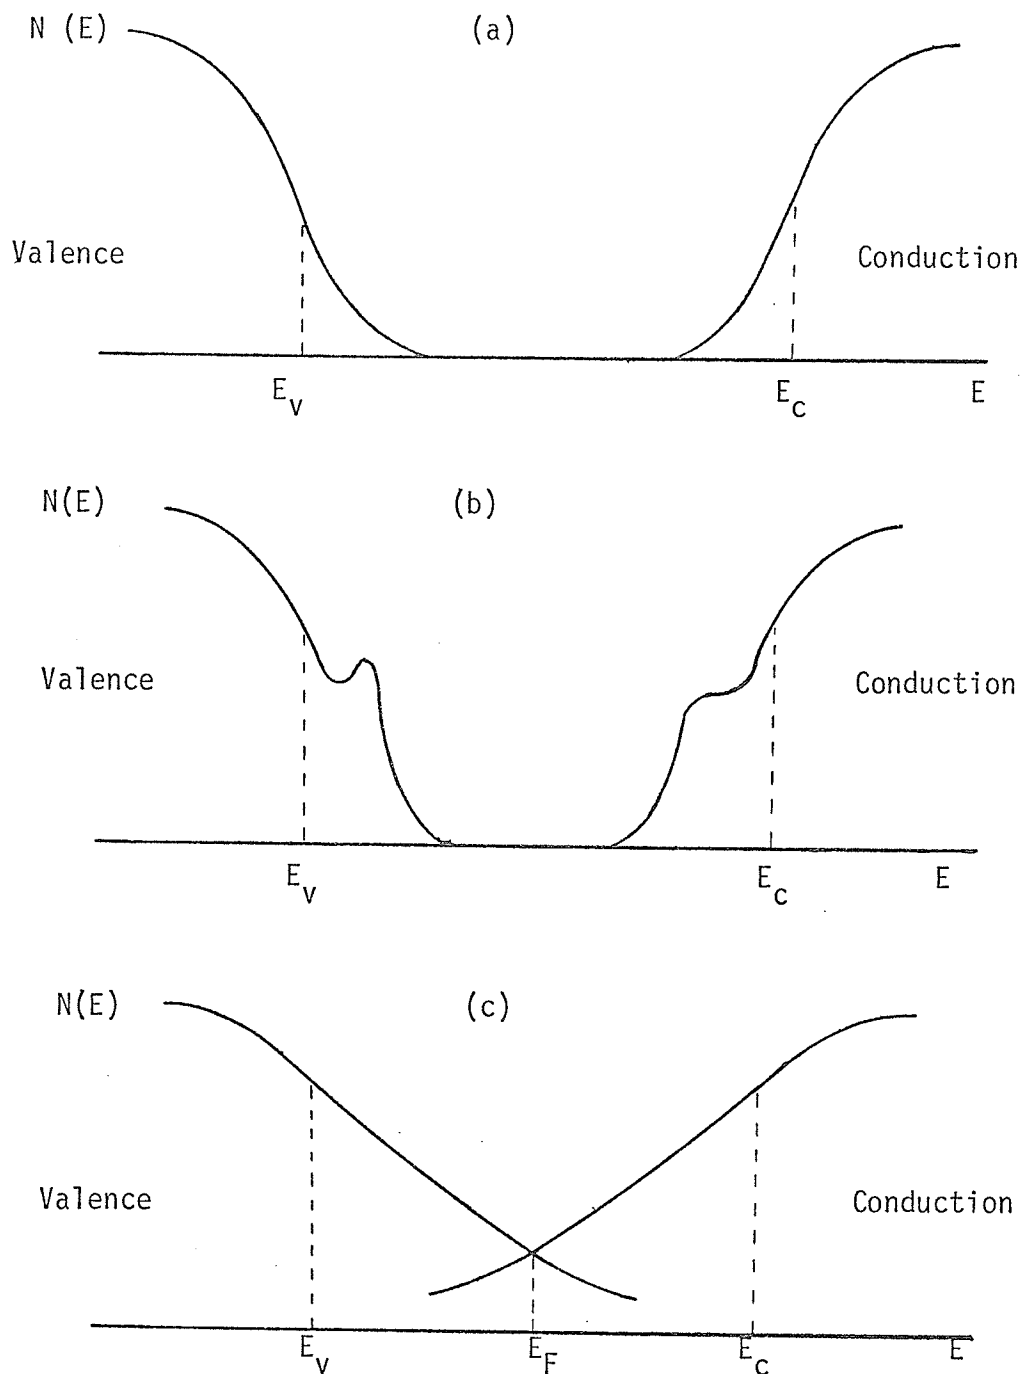 N (E)
(a)
Valence
Conduction
E_v
E_c
E
N(E)
(b)
Valence
Conduction
E_v
E_c
E
N(E)
(c)
Valence
Conduction
E_v
E_F
E_c
E